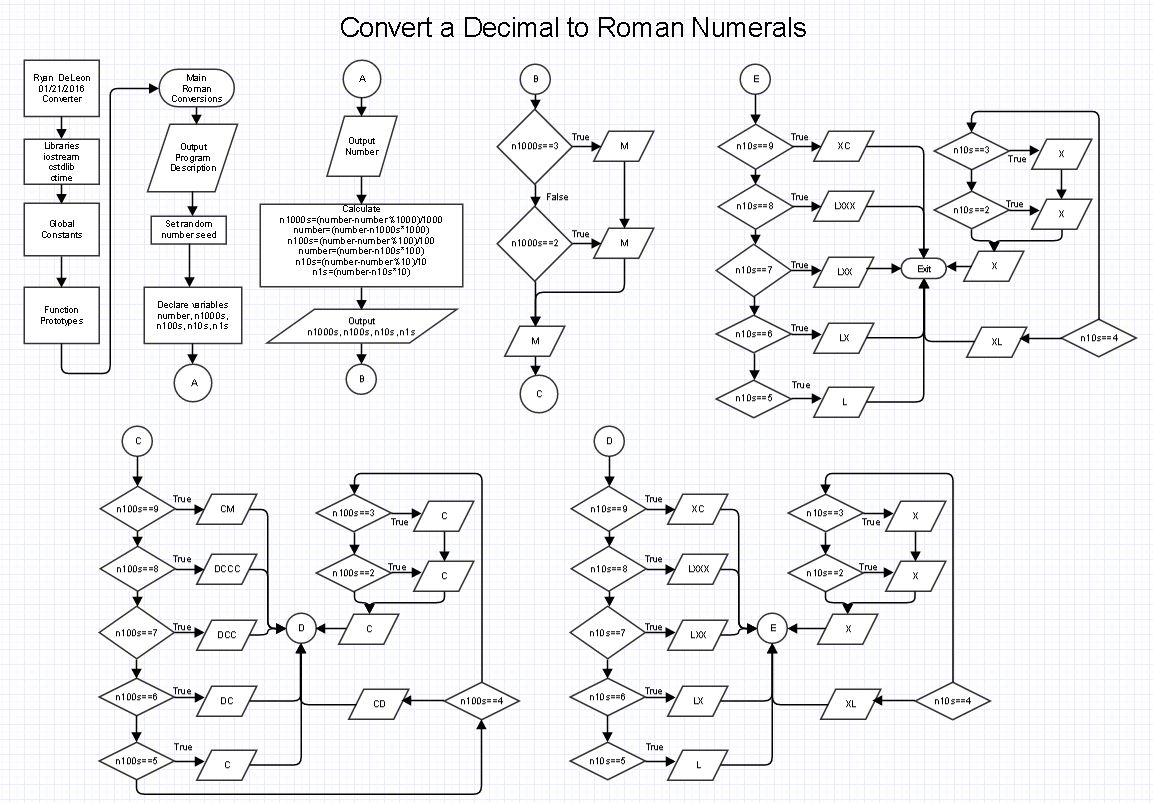 Convert a Decimal to Roman Numerals
Ryan DeLeon
01/21/2016
Converter
Libraries
iostream
cstdlib
ctime
Global
Constants
Function
Prototypes
Main
Roman
Conversions
Output
Program
Description
Set random
number seed
Declare variables
number, n1000s,
n100s, n10s, n1s
A
A
Output
Number
Calculate
n1000s=(number-number%1000)/1000
number=(number-n1000s*1000)
n100s=(number-number%100)/100
number=(number-n100s*100)
n10s=(number-number%10)/10
n1s=(number-n10s*10)
Output
n1000s, n100s, n10s, n1s
B
B
n1000s==3
True
M
False
n1000s==2
True
M
M
C
E
n10s==9
True
XC
n10s==8
True
LXXX
n10s==7
True
LXX
n10s==6
True
LX
n10s==5
True
L
Exit
n10s==3
True
X
n10s==2
True
X
X
XL
n10s==4
C
n100s==9
True
CM
n100s==8
True
DCCC
n100s==7
True
DCC
n100s==6
True
DC
n100s==5
True
C
D
n100s==3
True
C
n100s==2
True
C
C
CD
n100s==4
D
n10s==9
True
XC
n10s==8
True
LXXX
n10s==7
True
LXX
n10s==6
True
LX
n10s==5
True
L
E
n10s==3
True
X
n10s==2
True
X
X
XL
n10s==4